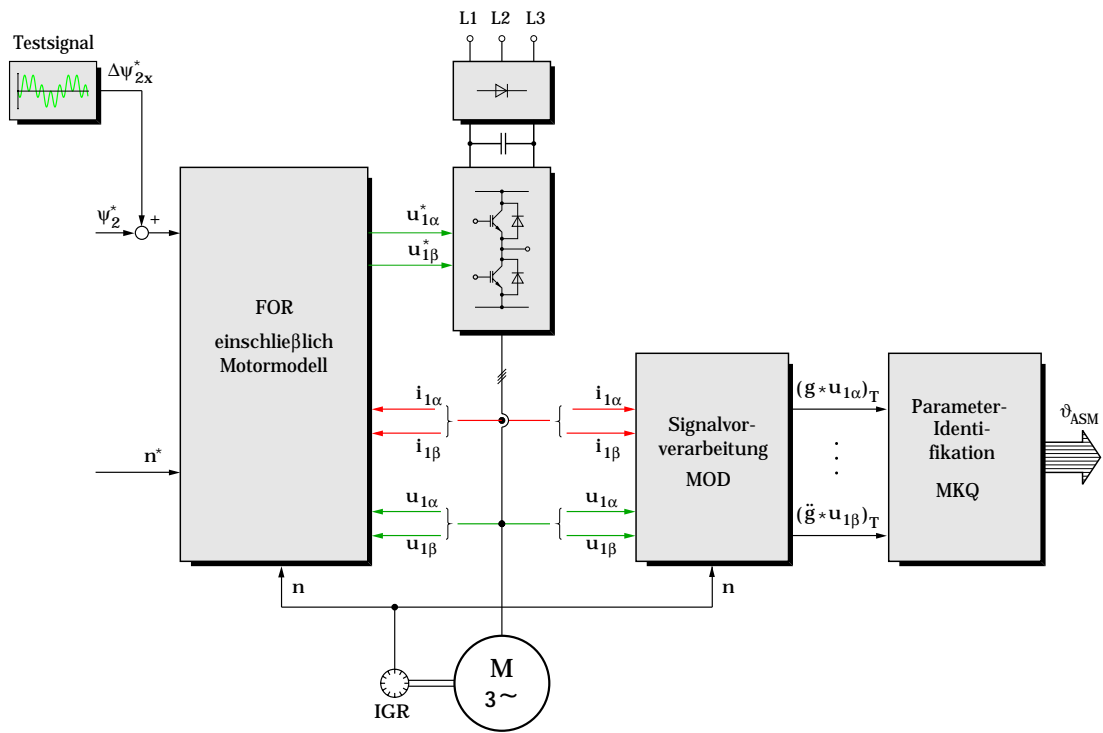 L1 L2 L3
Testsignal
Δψ*2x
ψ*2
+
u*1α
u*1β
FOR
einschließlich
Motormodell
i1α
i1β
i1α
i1β
n*
u1α
u1β
u1α
u1β
Signalvor-
verarbeitung
MOD
(g*u1α)T
(g̈*u1β)T
Parameter-
Identi-
fikation
MKQ
ϑASM
n
n
M
3~
IGR